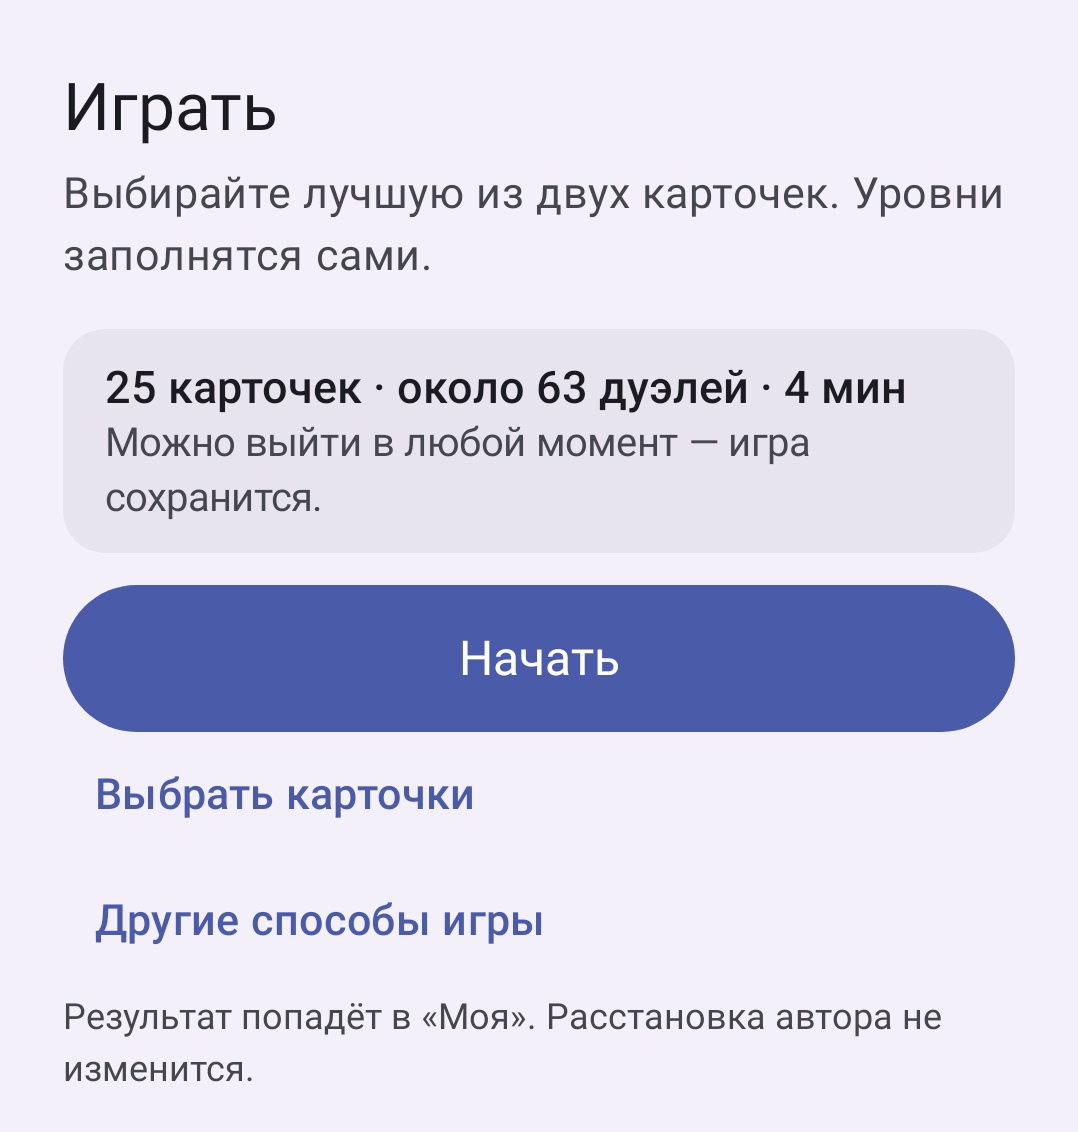 Играть
Выбирайте лучшую из двух карточек. Уровни
заполнятся сами.
25 карточек · около 63 дуэлей · 4 мин
Можно выйти в любой момент — игра
сохранится.
Начать
Выбрать карточки
Другие способы игры
Результат попадёт в «Моя». Расстановка автора не
изменится.